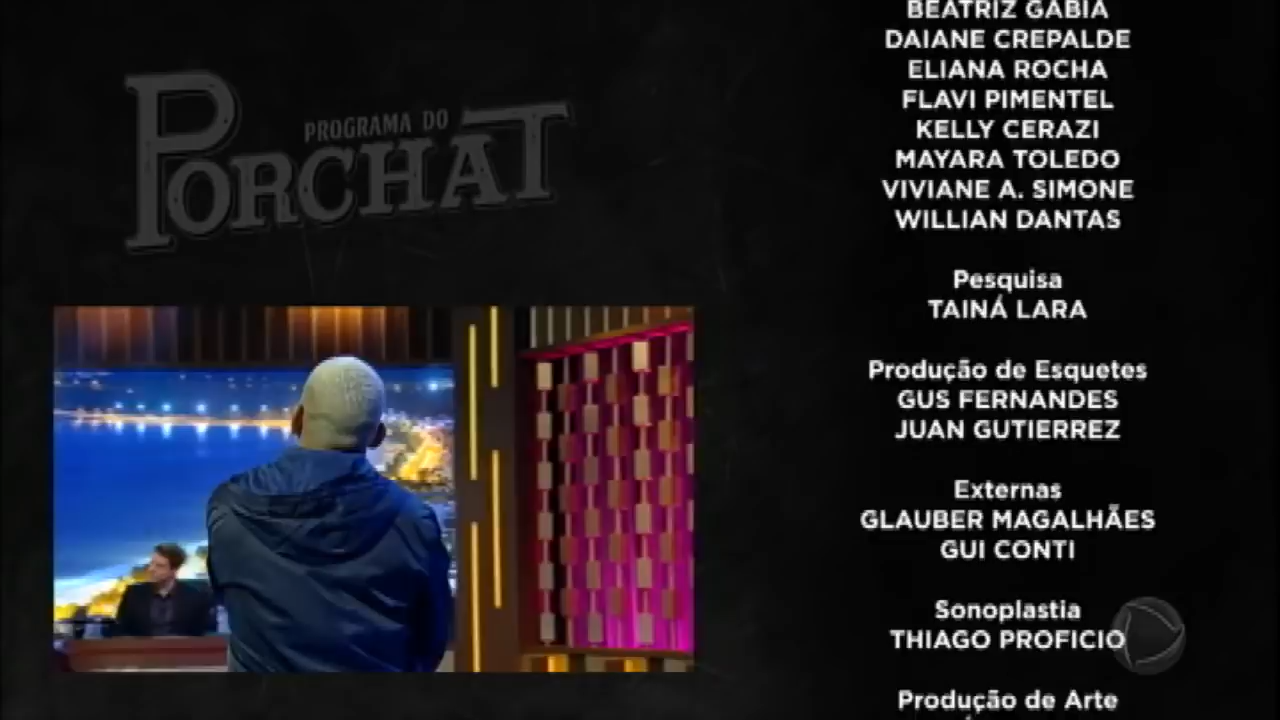 PROGRAMA DO
PORCHAT
BEATRIZ GABIA
DAIANE CREPALDE
ELIANA ROCHA
FLAVI PIMENTEL
KELLY CERAZI
MAYARA TOLEDO
VIVIANE A. SIMONE
WILLIAN DANTAS
Pesquisa
TAINÁ LARA
Produção de Esquetes
GUS FERNANDES
JUAN GUTIERREZ
Externas
GLAUBER MAGALHÃES
GUI CONTI
Sonoplastia
THIAGO PROFICIO
Produção de Arte